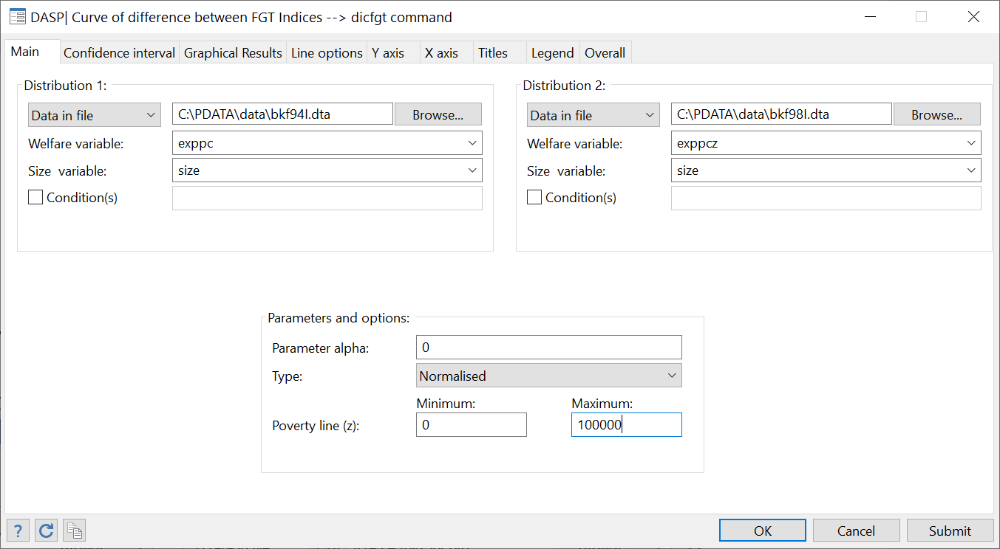 DASP| Curve of difference between FGT Indices --> dicfgt command
Main Confidence interval Graphical Results Line options Y axis X axis Titles Legend Overall
Distribution 1:
Data in file C:\PDATA\data\bkf94I.dta Browse...
Welfare variable: exppc
Size variable: size
Condition(s)
Distribution 2:
Data in file C:\PDATA\data\bkf98I.dta Browse...
Welfare variable: exppcz
Size variable: size
Condition(s)
Parameters and options:
Parameter alpha: 0
Type: Normalised
Minimum: Maximum:
Poverty line (z): 0 100000
? OK Cancel Submit